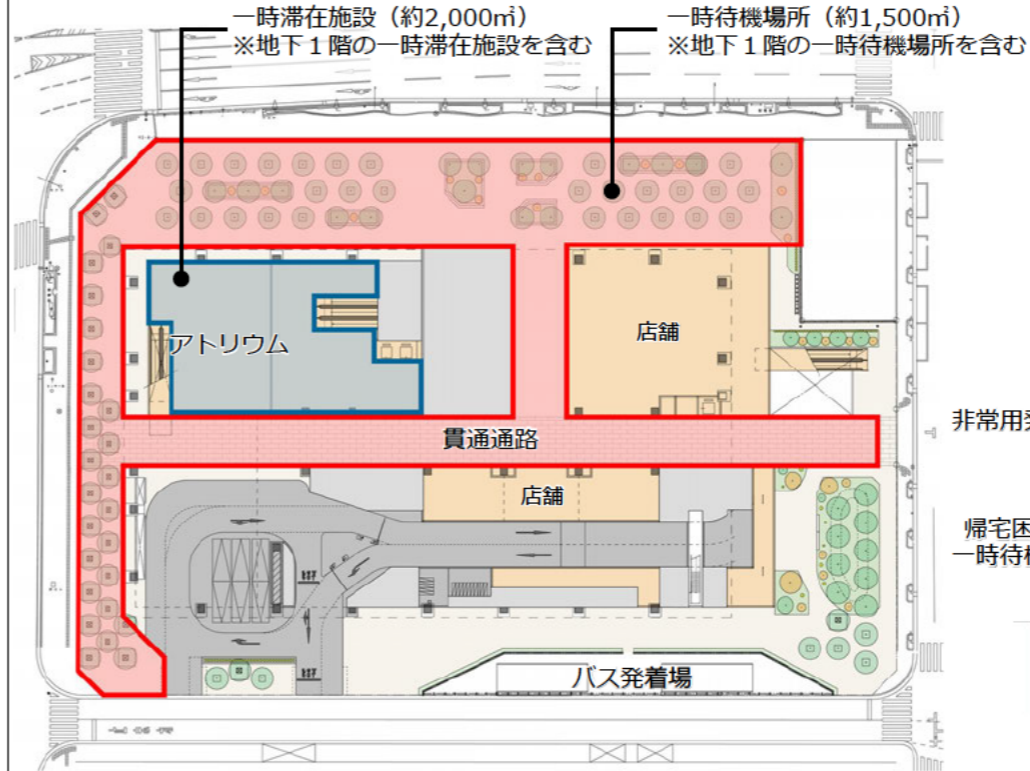 一時滞在施設（約2,000㎡）
※地下１階の一時滞在施設を含む
一時待機場所（約1,500㎡）
※地下１階の一時待機場所を含む
アトリウム
店舗
貫通通路
店舗
バス発着場
非常用
帰宅困
一時待